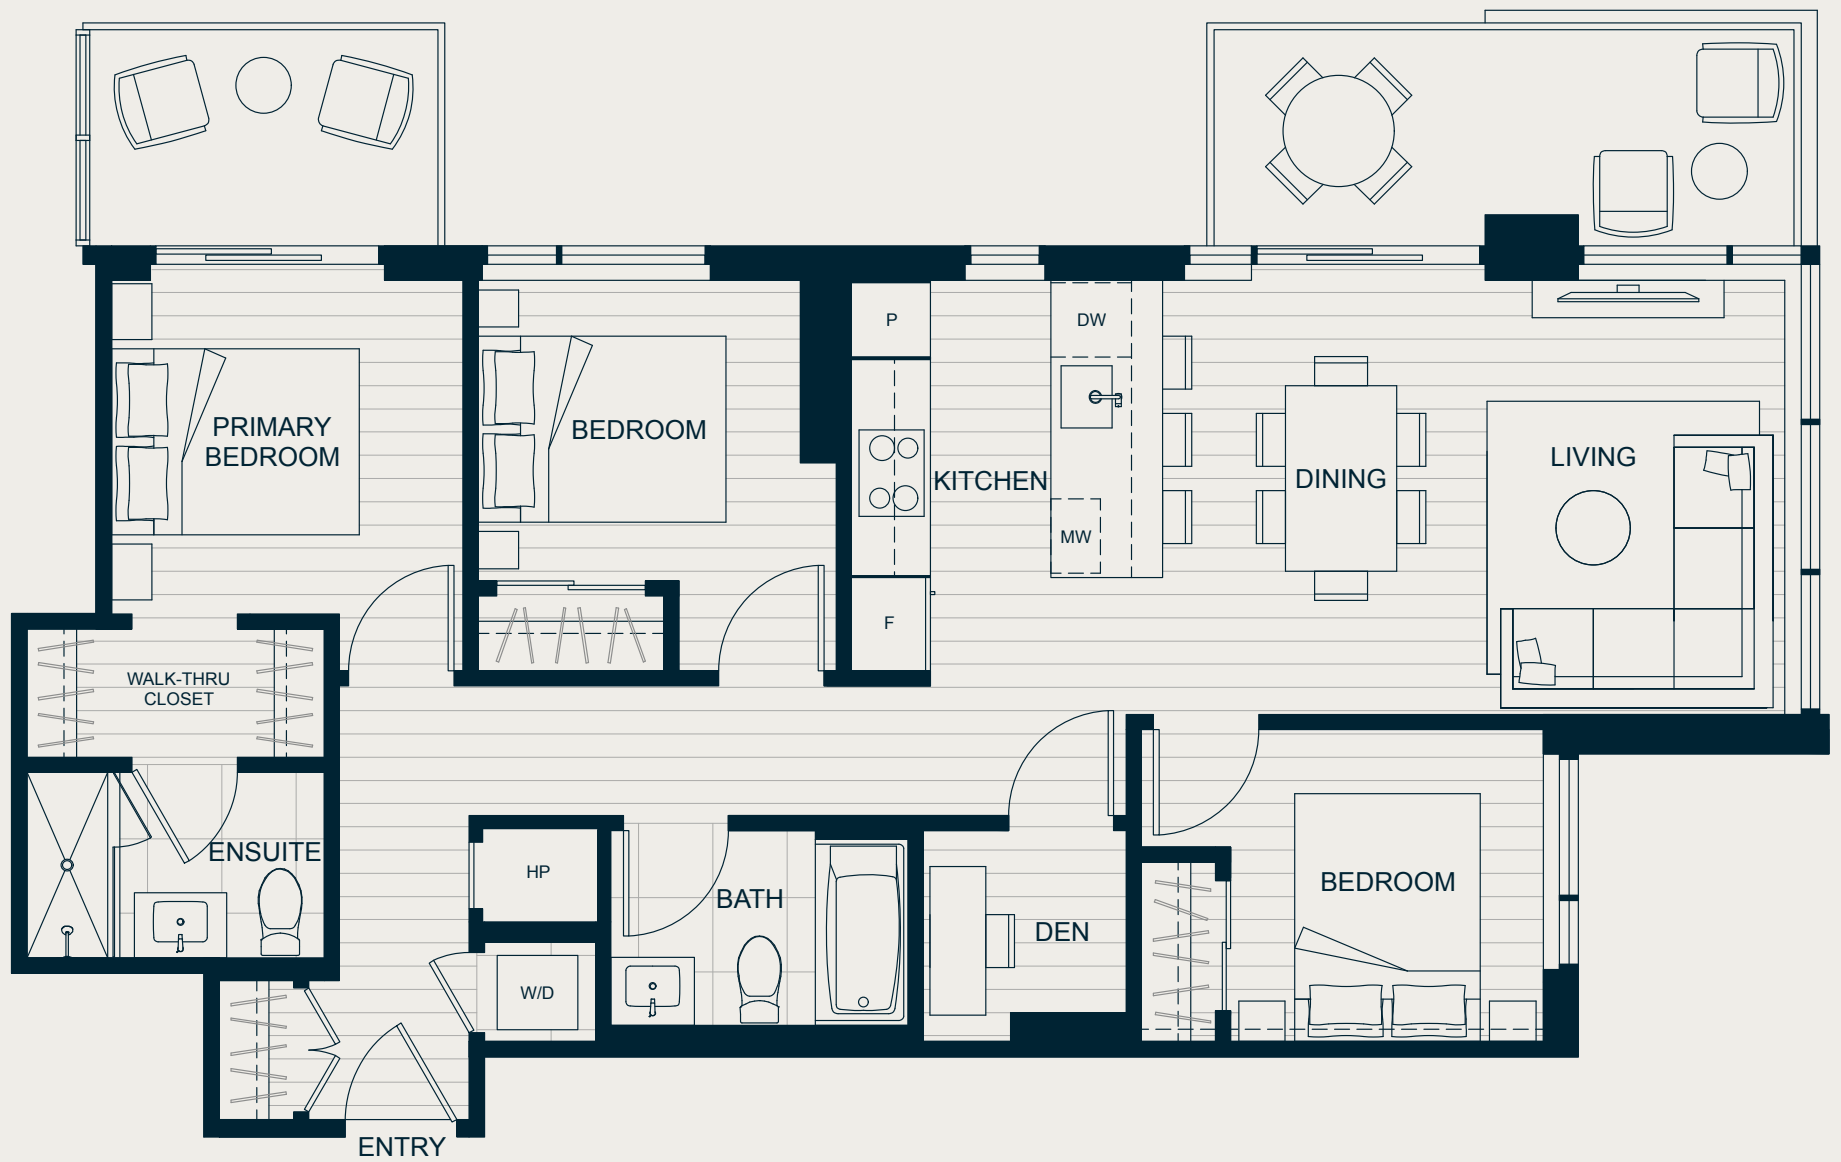 P
DW
PRIMARY
BEDROOM
BEDROOM
KITCHEN
DINING
LIVING
MW
F
WALK-THRU
CLOSET
ENSUITE
HP
BATH
DEN
BEDROOM
W/D
ENTRY